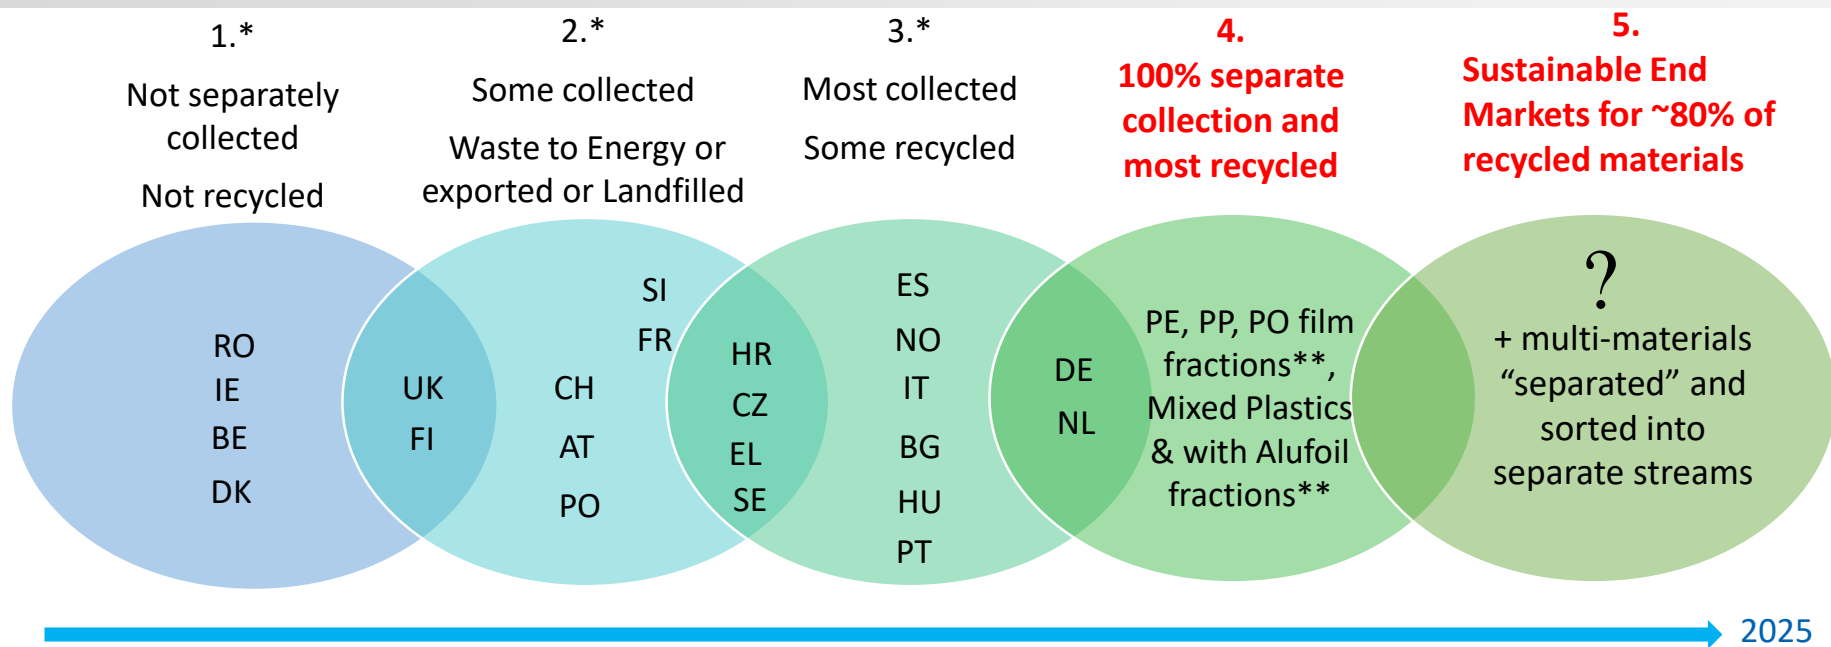 1.*
Not separately
collected
Not recycled
2.*
Some collected
Waste to Energy or
exported or Landfilled
3.*
Most collected
Some recycled
4.
100% separate
collection and
most recycled
5.
Sustainable End
Markets for ~80% of
recycled materials
RO
IE
BE
DK
UK
FI
SI
FR
CH
AT
PO
HR
CZ
EL
SE
ES
NO
IT
BG
HU
PT
DE
NL
PE, PP, PO film
fractions**,
Mixed Plastics
& with Alufoil
fractions**
?
+ multi-materials
“separated” and
sorted into
separate streams
2025